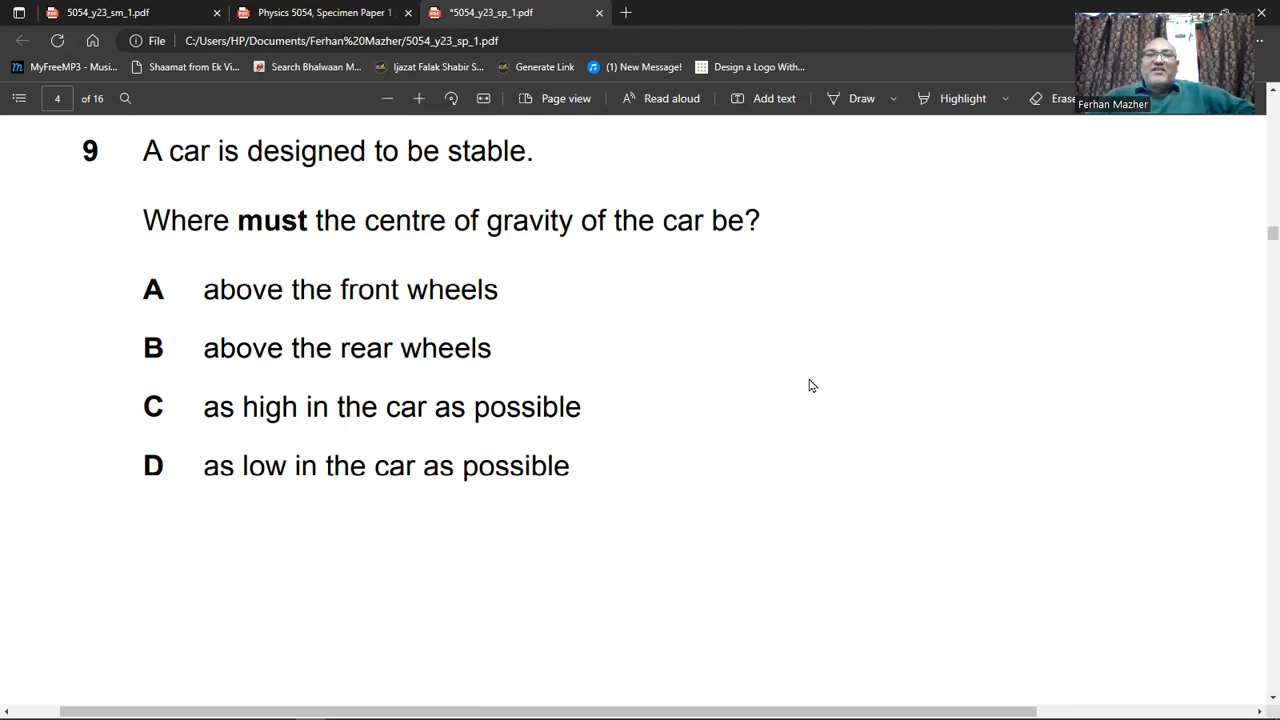 5054_y23_sm_1.pdf
Physics 5054, Specimen Paper 1
*5054_y23_sp_1.pdf
File
C:/Users/HP/Documents/Ferhan%20Mazher/5054_y23_sp_1
MyFreeMP3 - Musi...
Shaamat from Ek Vi...
Search Bhalwaan M...
Ijazat Falak Shabir L
Generate Link
(1) New Message!
Design a Logo With...
4 of 16
Page view
Read aloud
Add text
Draw
Highlight
Erase
Ferhan Mazher
9 A car is designed to be stable.
Where must the centre of gravity of the car be?
A above the front wheels
B above the rear wheels
C as high in the car as possible
D as low in the car as possible